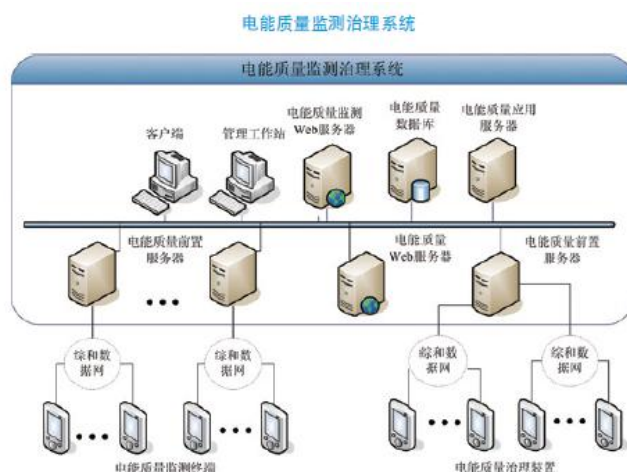 电能质量监测治理系统
电能质量监测治理系统
客户端
管理工作站
电能质量监测
Web服务器
电能质量
数据库
电能质量应用
服务器
电能质量前置
服务器
电能质量
Web服务器
电能质量前置
服务器
综和数
据网
综和数
据网
综和数
据网
综和数
据网
电能质量监测终端
电能质量治理装置